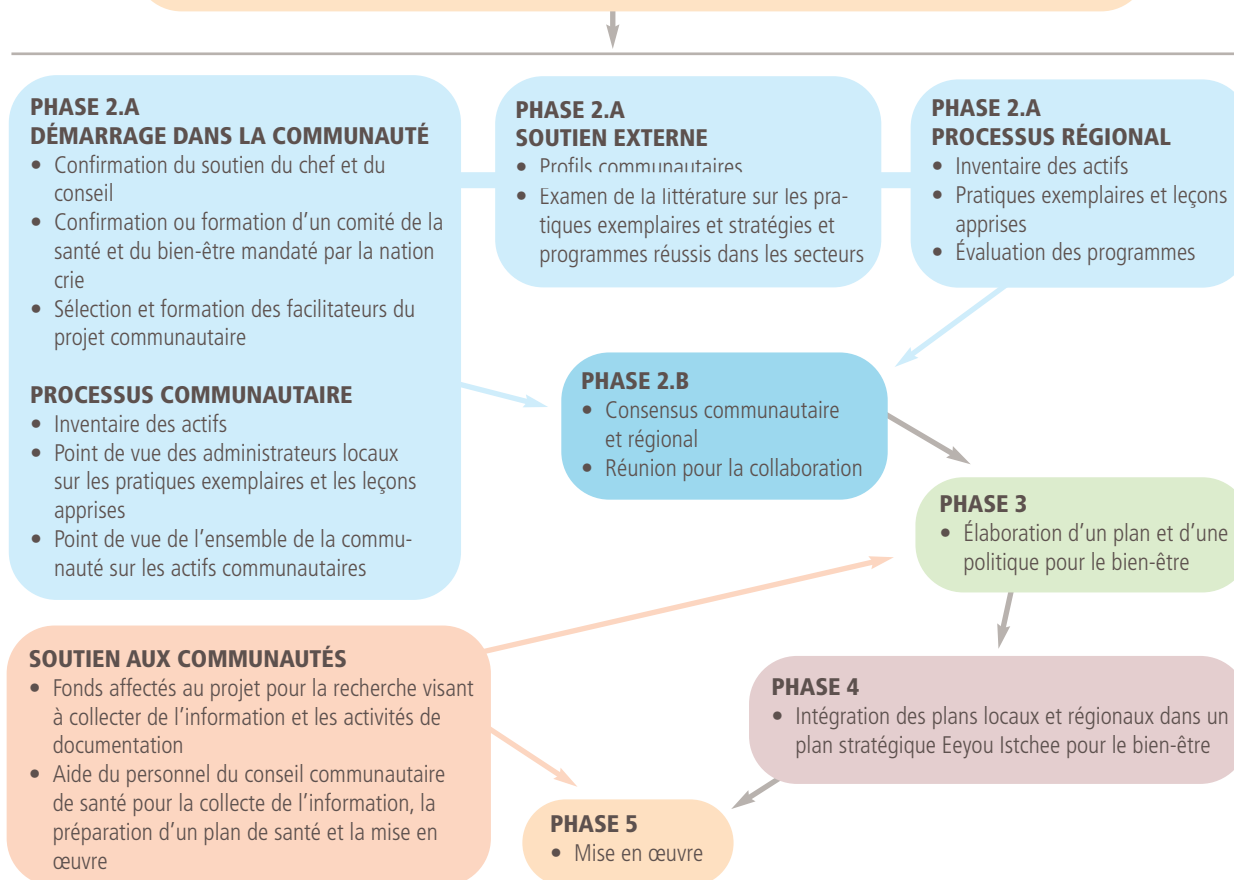 PHASE 2.A
DÉMARRAGE DANS LA COMMUNAUTÉ
• Confirmation du soutien du chef et du
conseil
• Confirmation ou formation d’un comité de la
santé et du bien-être mandaté par la nation
crie
• Sélection et formation des facilitateurs du
projet communautaire
PROCESSUS COMMUNAUTAIRE
• Inventaire des actifs
• Point de vue des administrateurs locaux
sur les pratiques exemplaires et les leçons
apprises
• Point de vue de l’ensemble de la commu-
nauté sur les actifs communautaires
PHASE 2.A
SOUTIEN EXTERNE
• Profils communautaires
• Examen de la littérature sur les pra-
tiques exemplaires et stratégies et
programmes réussis dans les secteurs
PHASE 2.A
PROCESSUS RÉGIONAL
• Inventaire des actifs
• Pratiques exemplaires et leçons
apprises
• Évaluation des programmes
PHASE 2.B
• Consensus communautaire
et régional
• Réunion pour la collaboration
PHASE 3
• Élaboration d’un plan et d’une
politique pour le bien-être
SOUTIEN AUX COMMUNAUTÉS
• Fonds affectés au projet pour la recherche visant
à collecter de l’information et les activités de
documentation
• Aide du personnel du conseil communautaire
de santé pour la collecte de l’information, la
préparation d’un plan de santé et la mise en
œuvre
PHASE 4
• Intégration des plans locaux et régionaux dans un
plan stratégique Eeyou Istchee pour le bien-être
PHASE 5
• Mise en œuvre